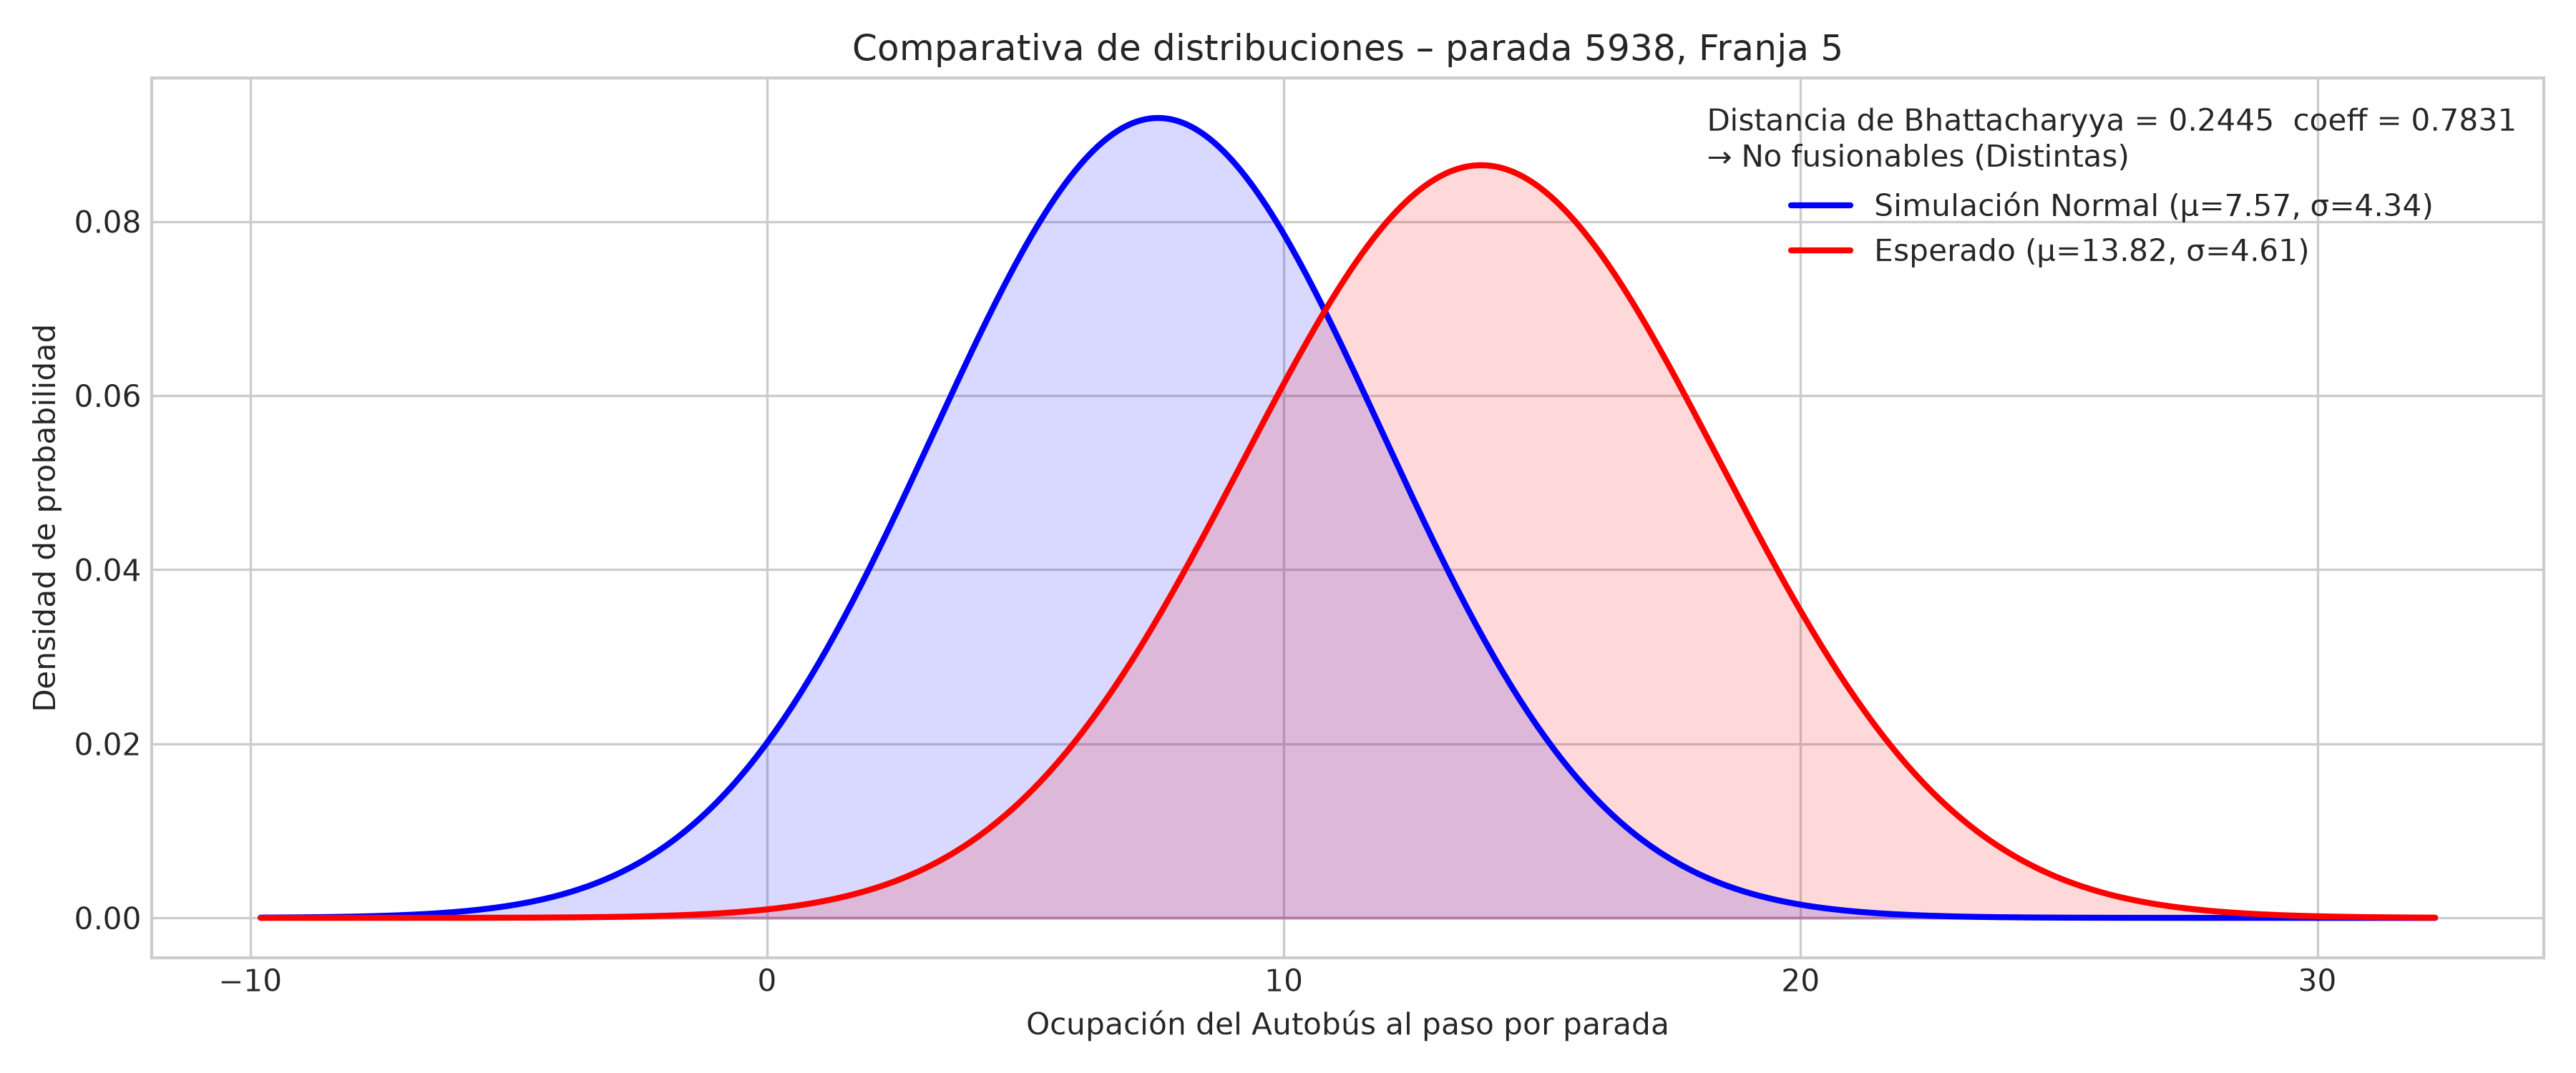 Comparativa de distribuciones – parada 5938, Franja 5
Distancia de Bhattacharyya = 0.2445  coeff = 0.7831
→ No fusionables (Distintas)
Simulación Normal (μ=7.57, σ=4.34)
Esperado (μ=13.82, σ=4.61)
Densidad de probabilidad
0.08
0.06
0.04
0.02
0.00
−10
0
10
20
30
Ocupación del Autobús al paso por parada